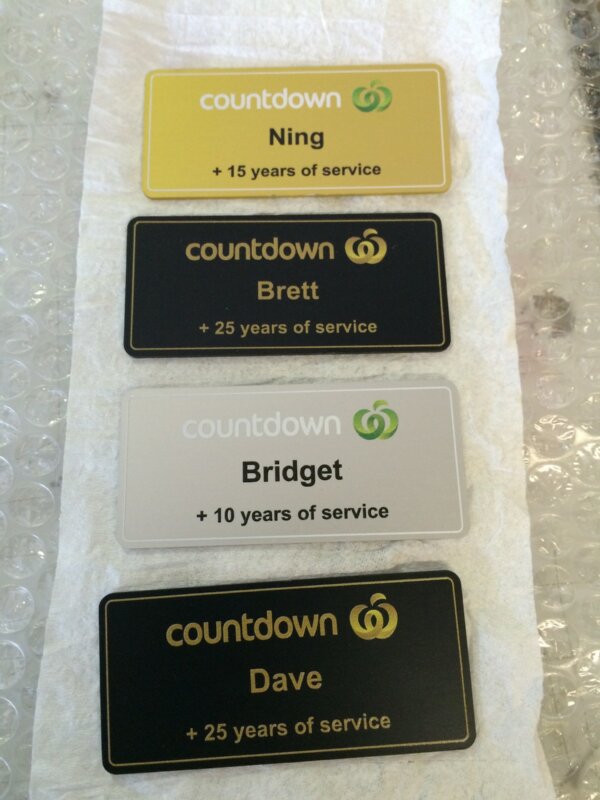 countdown
Ning
+ 15 years of service
countdown
Brett
+ 25 years of service
countdown
Bridget
+ 10 years of service
countdown
Dave
+ 25 years of service